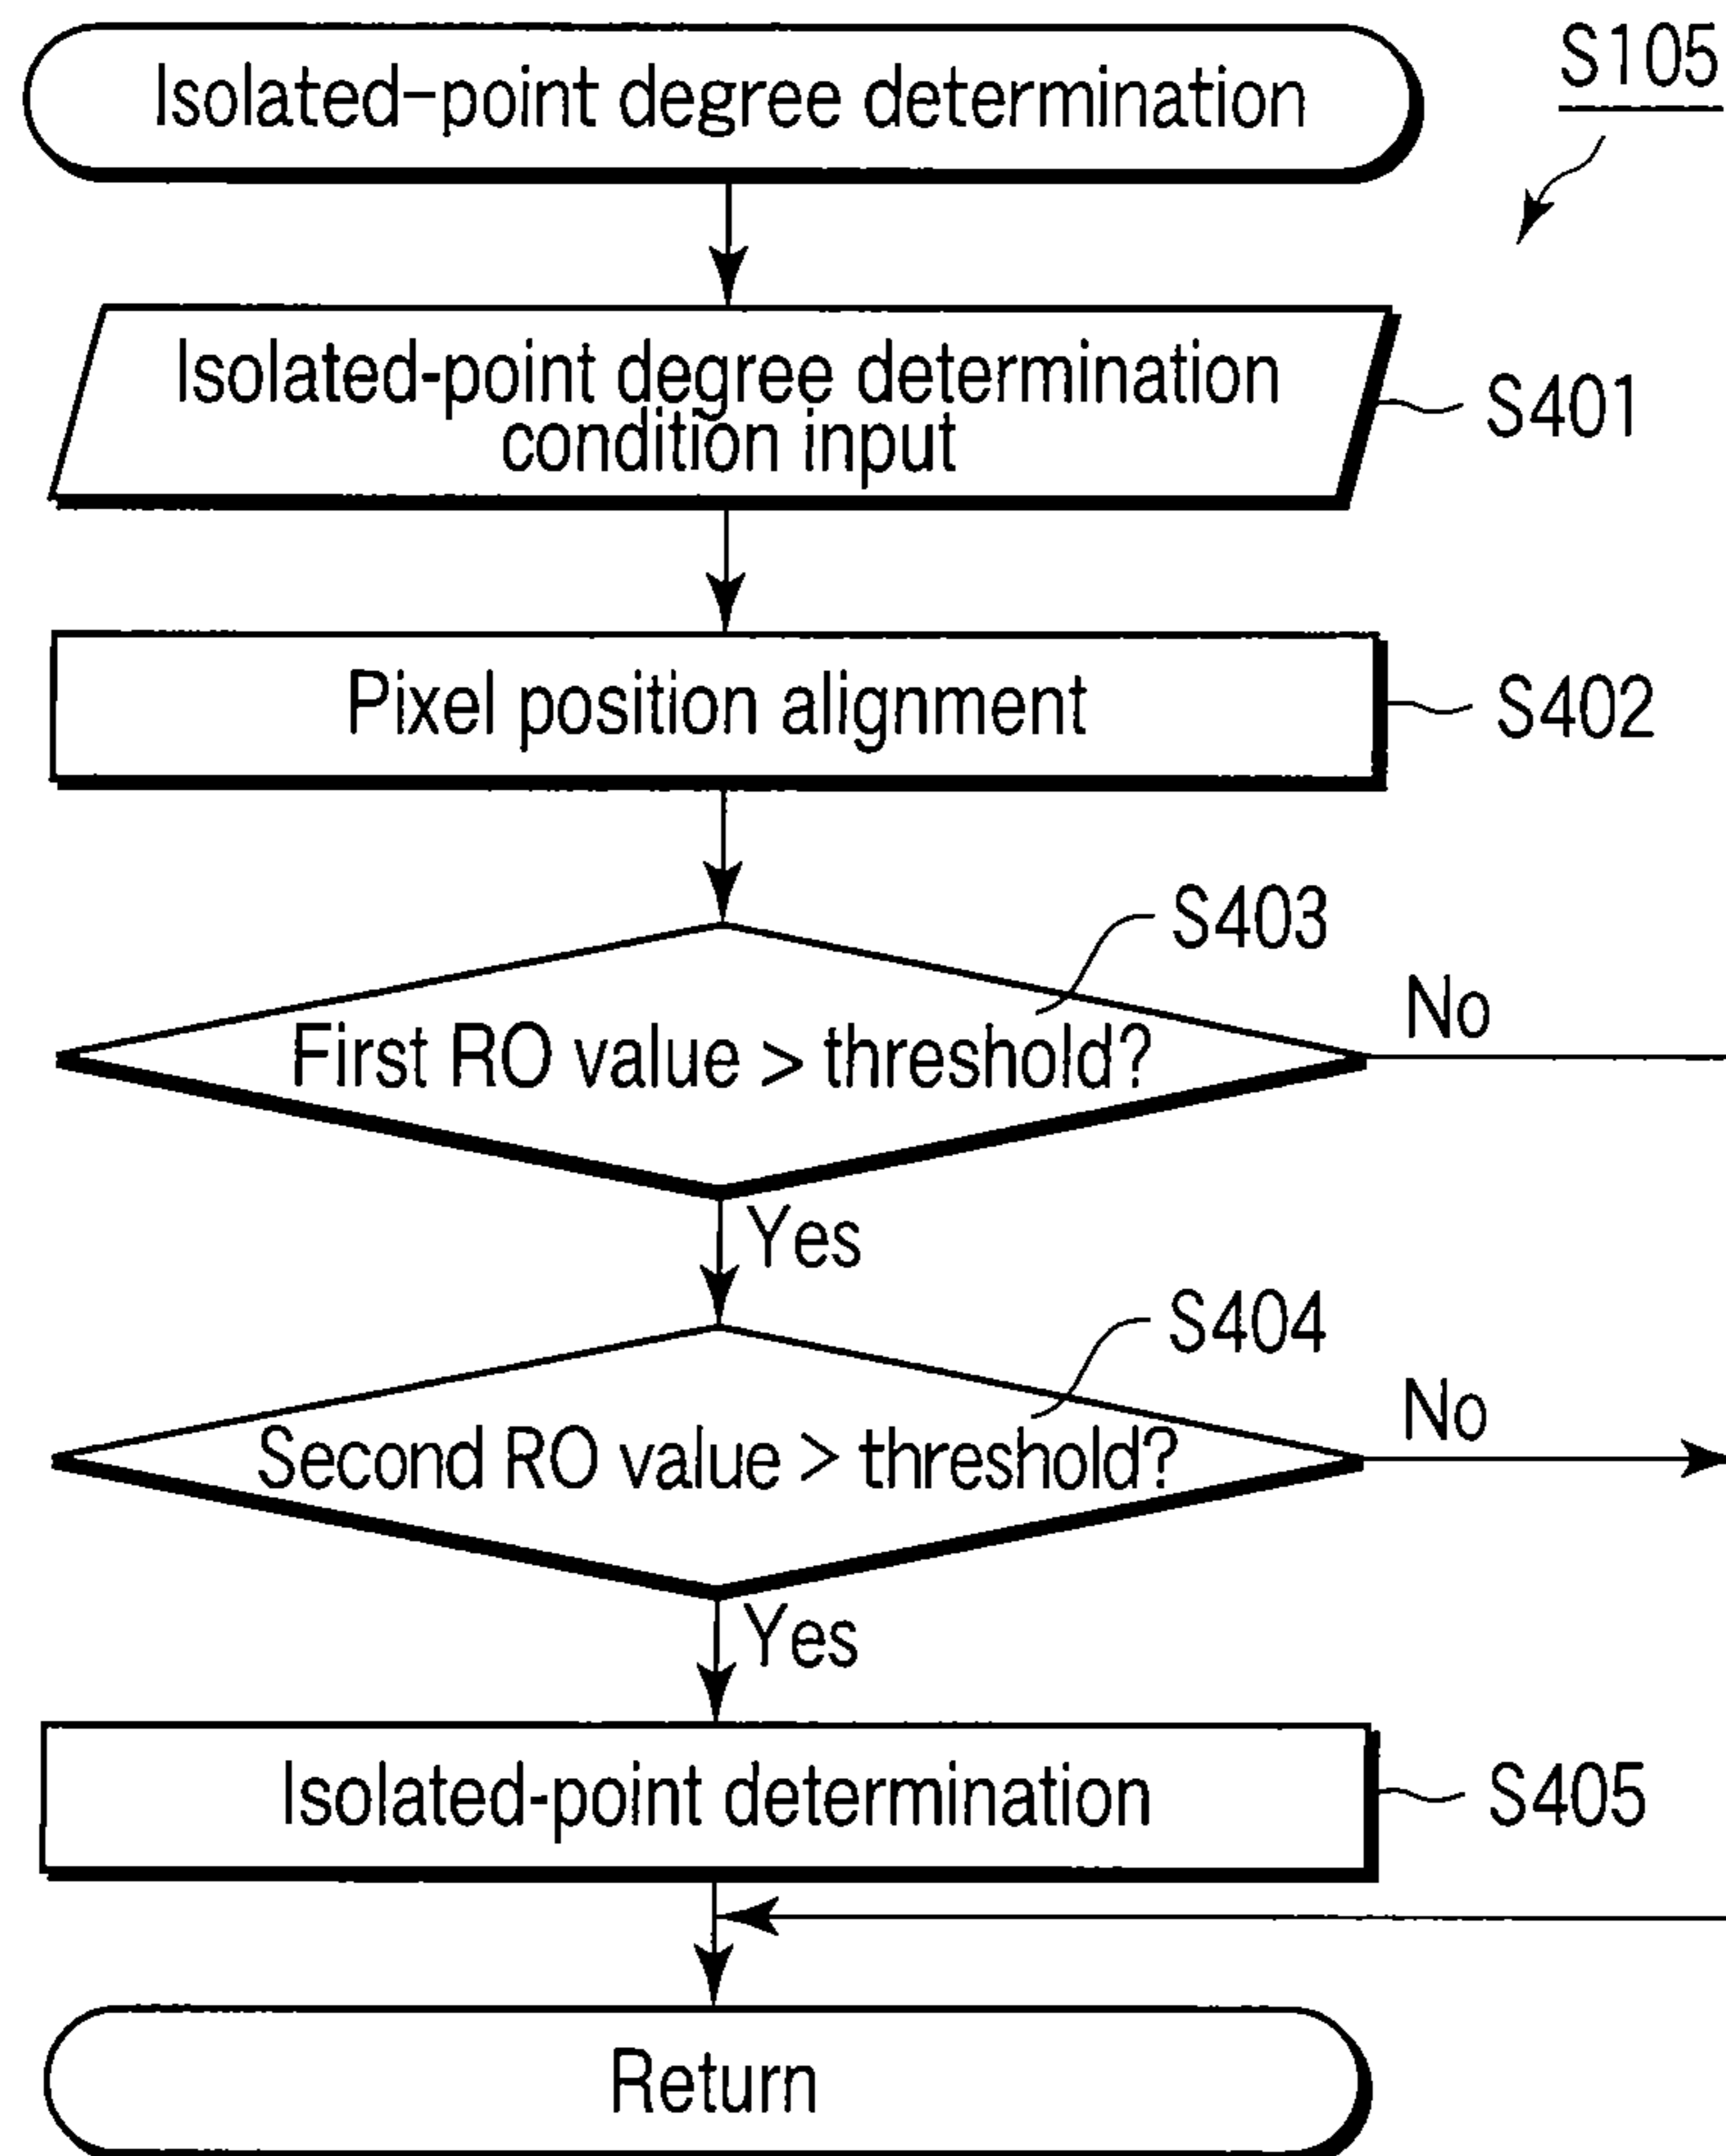 Isolated-point degree determination
S105
Isolated-point degree determination
condition input
S401
Pixel position alignment
S402
S403
First RO value > threshold?
No
Yes
S404
Second RO value > threshold?
No
Yes
Isolated-point determination
S405
Return